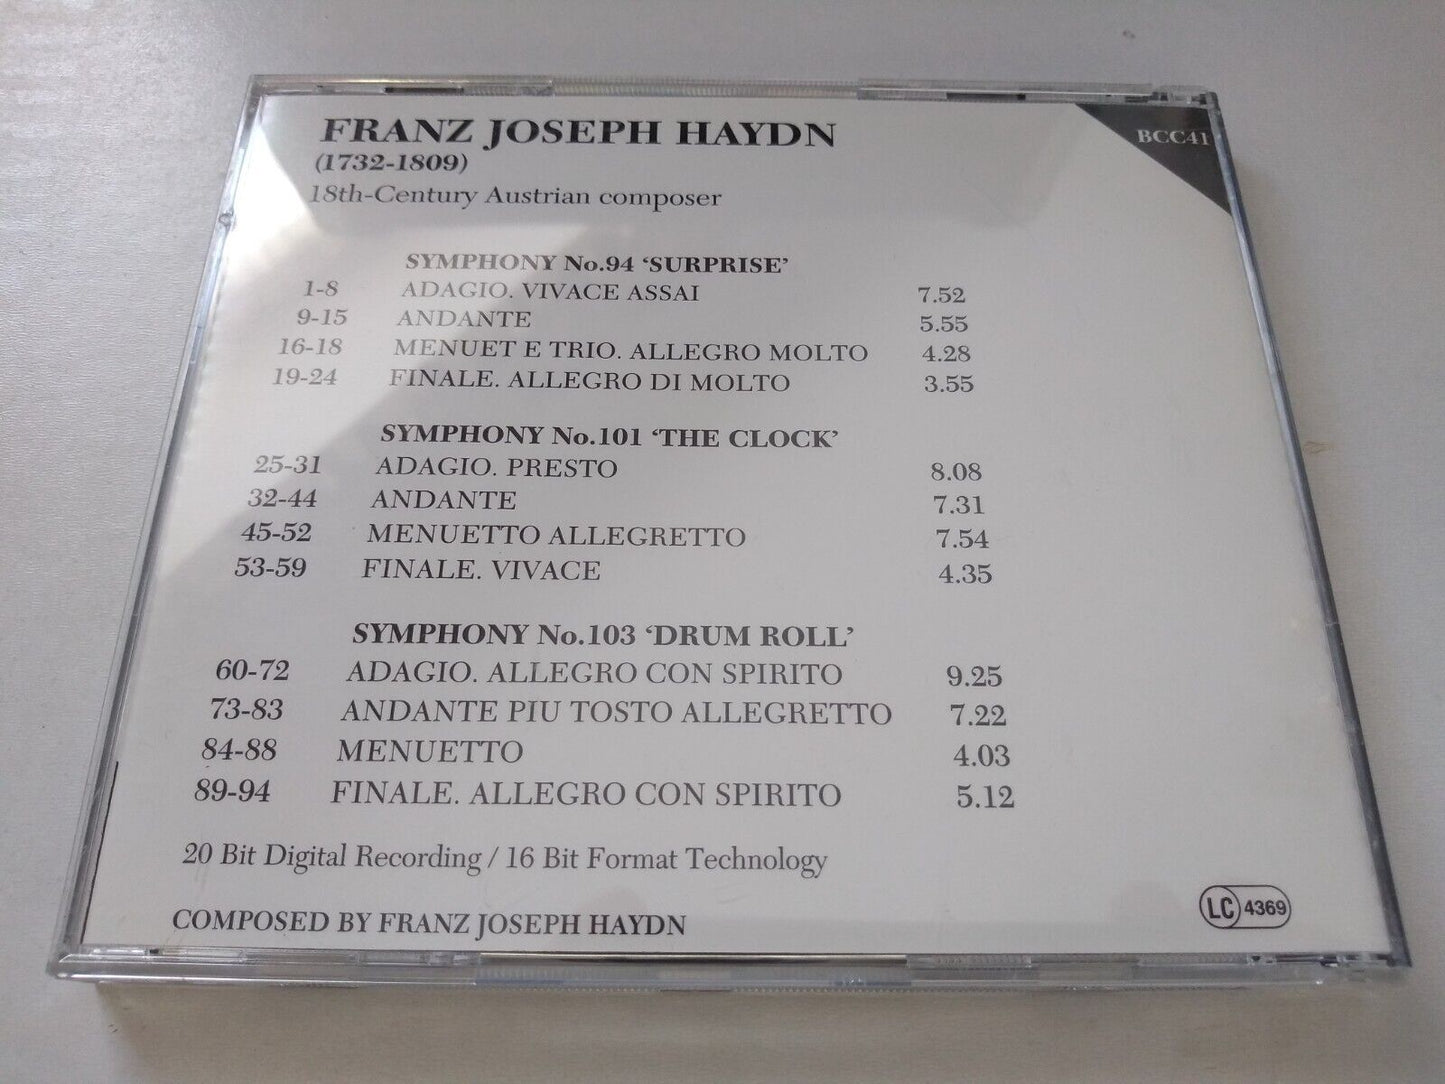 FRANZ JOSEPH HAYDN
(1732-1809)
18th-Century Austrian composer
BCC41
SYMPHONY No.94 ‘SURPRISE’
1-8 ADAGIO. VIVACE ASSAI 7.52
9-15 ANDANTE 5.55
16-18 MENUET E TRIO. ALLEGRO MOLTO 4.28
19-24 FINALE. ALLEGRO DI MOLTO 3.55
SYMPHONY No.101 ‘THE CLOCK’
25-31 ADAGIO. PRESTO 8.08
32-44 ANDANTE 7.31
45-52 MENUETTO ALLEGRETTO 7.54
53-59 FINALE. VIVACE 4.35
SYMPHONY No.103 ‘DRUM ROLL’
60-72 ADAGIO. ALLEGRO CON SPIRITO 9.25
73-83 ANDANTE PIU TOSTO ALLEGRETTO 7.22
84-88 MENUETTO 4.03
89-94 FINALE. ALLEGRO CON SPIRITO 5.12
20 Bit Digital Recording / 16 Bit Format Technology
COMPOSED BY FRANZ JOSEPH HAYDN
LC 4369